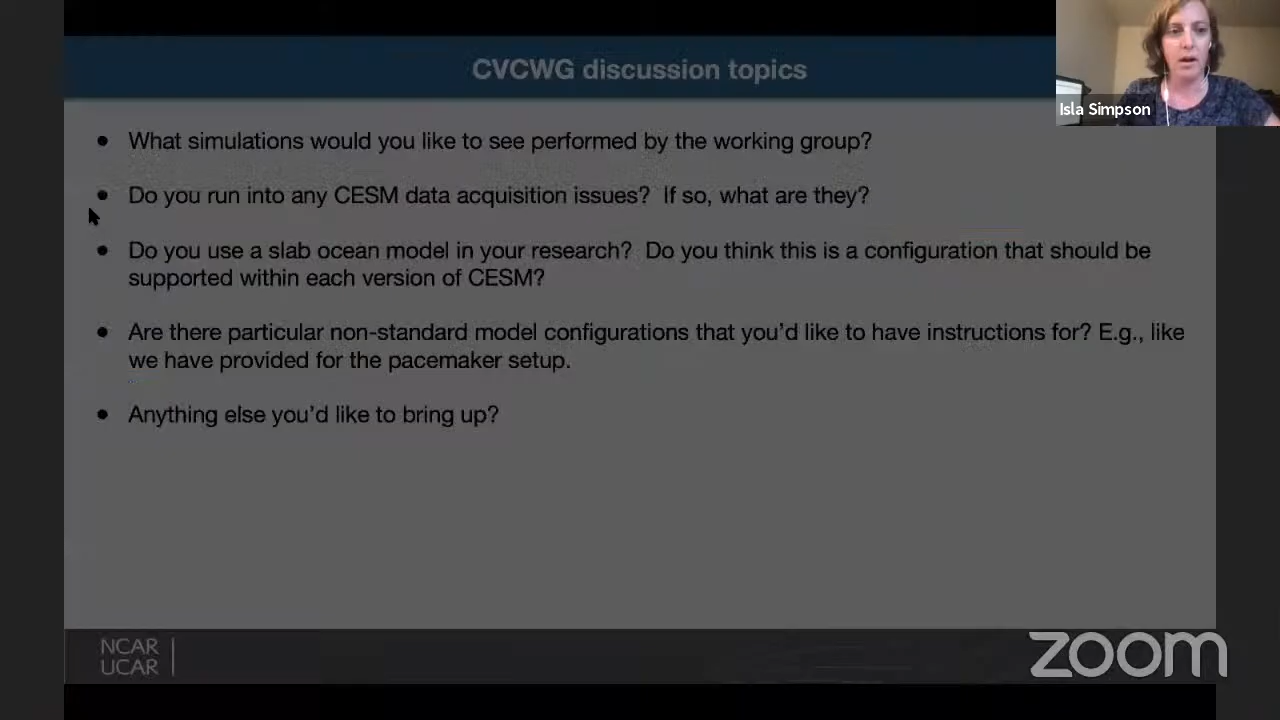 CVCWG discussion topics
Isla Simpson
• What simulations would you like to see performed by the working group?
• Do you run into any CESM data acquisition issues? If so, what are they?
• Do you use a slab ocean model in your research? Do you think this is a configuration that should be
supported within each version of CESM?
• Are there particular non-standard model configurations that you'd like to have instructions for? E.g., like
we have provided for the pacemaker setup.
• Anything else you'd like to bring up?
NCAR
UCAR
zoom